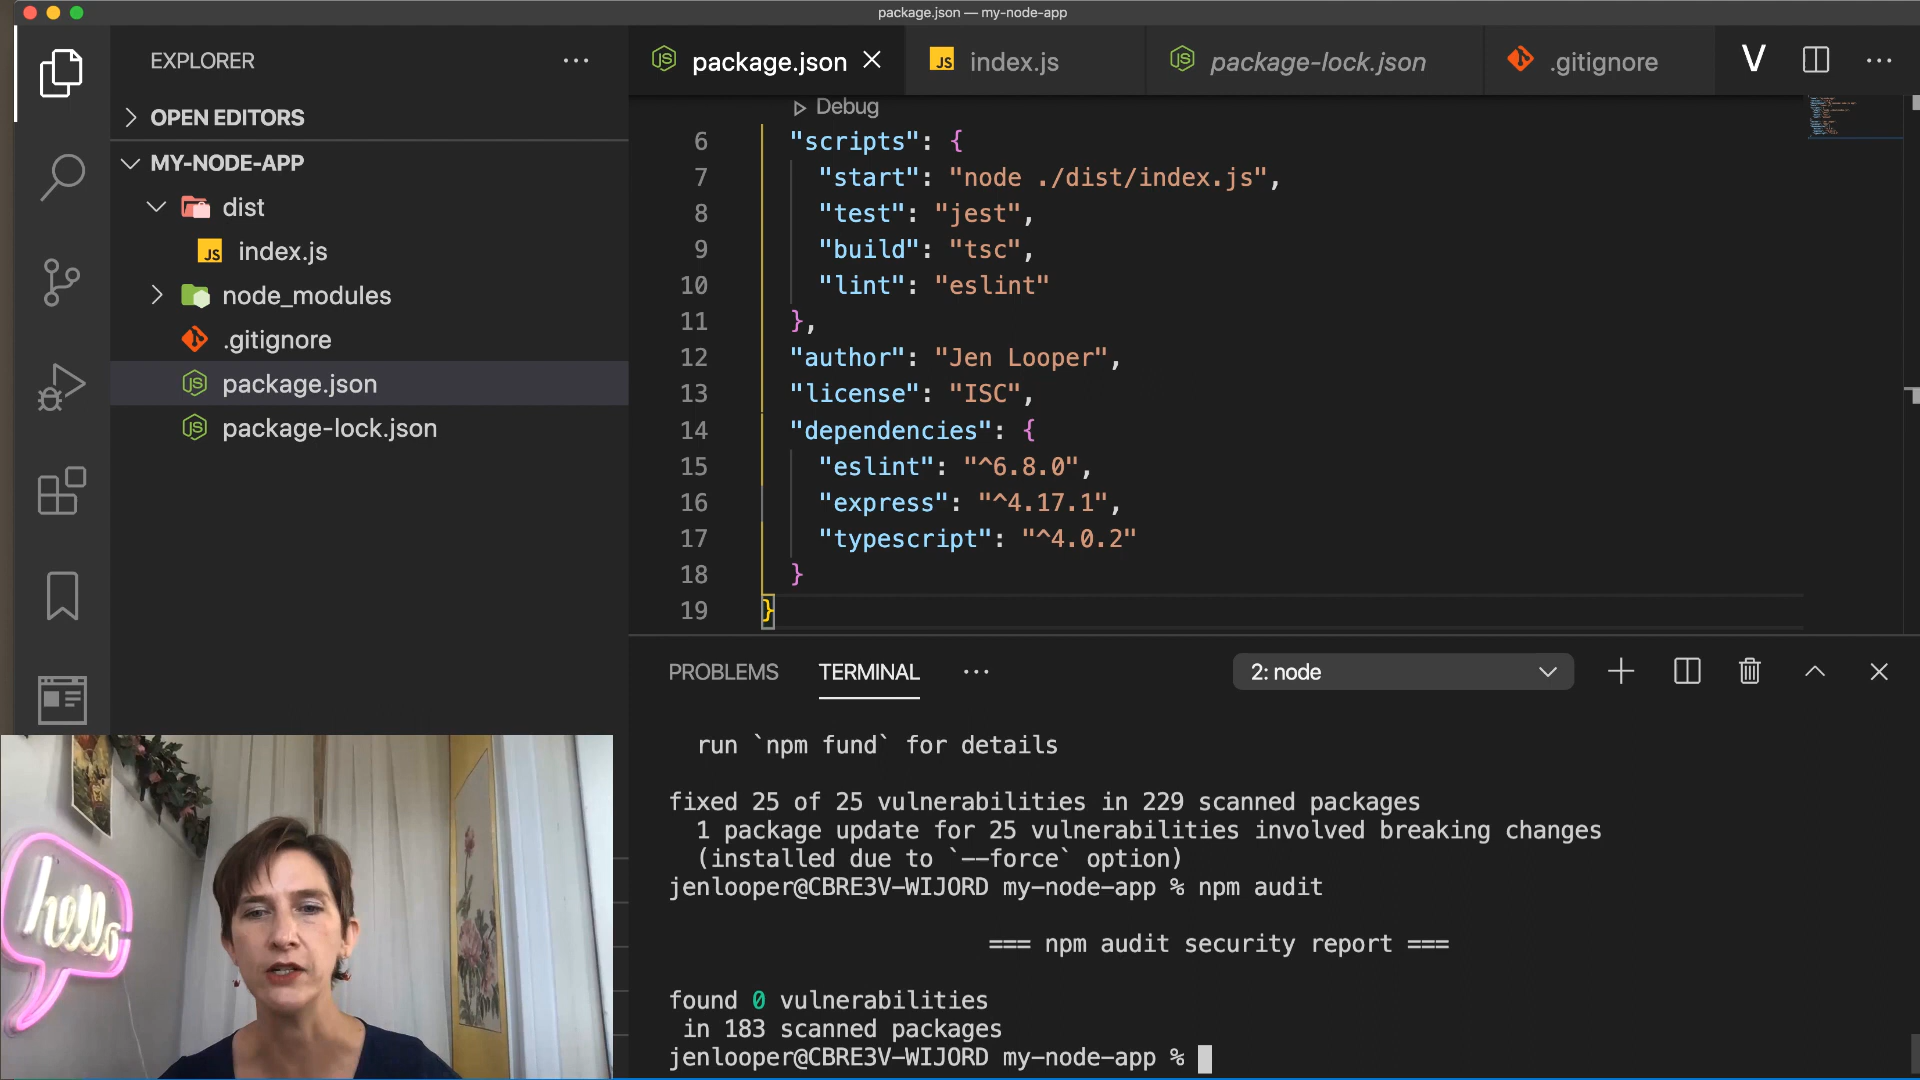 package.json — my-node-app
EXPLORER
OPEN EDITORS
MY-NODE-APP
dist
JS index.js
node_modules
.gitignore
JS package.json
JS package-lock.json
JS package.json
JS index.js
JS package-lock.json
.gitignore
V
Debug
6 "scripts": {
7 "start": "node ./dist/index.js",
8 "test": "jest",
9 "build": "tsc",
10 "lint": "eslint"
11 },
12 "author": "Jen Looper",
13 "license": "ISC",
14 "dependencies": {
15 "eslint": "^6.8.0",
16 "express": "^4.17.1",
17 "typescript": "^4.0.2"
18 }
19 }
PROBLEMS TERMINAL
2: node
run `npm fund` for details
fixed 25 of 25 vulnerabilities in 229 scanned packages
1 package update for 25 vulnerabilities involved breaking changes
(installed due to `--force` option)
jenlooper@CBRE3V-WIJORD my-node-app % npm audit
=== npm audit security report ===
found 0 vulnerabilities
in 183 scanned packages
jenlooper@CBRE3V-WIJORD my-node-app %
hello